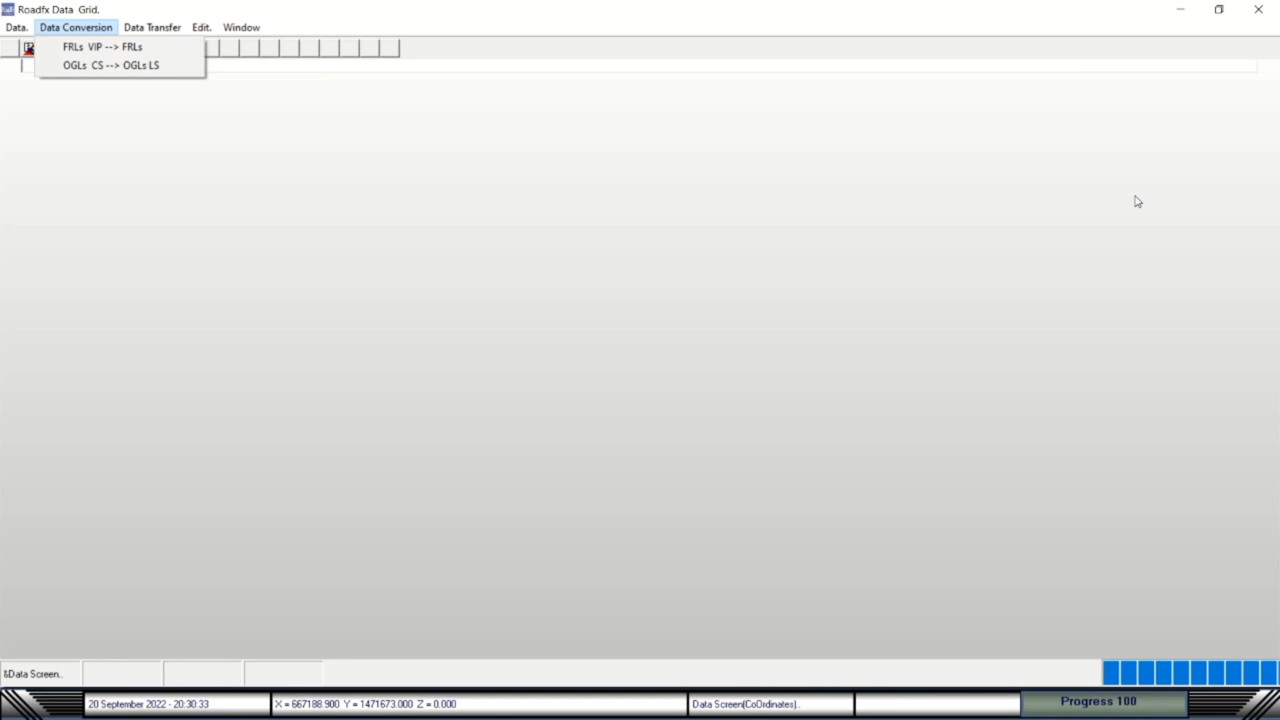 Roadfx Data Grid.
Data. Data Conversion Data Transfer Edit. Window
FRLs VIP --> FRLs
OGLs CS --> OGLs LS
&Data Screen..
20 September 2022 - 20:30:33 X = 667188.900 Y = 1471673.000 Z = 0.000 Data Screen(CoOrdinates).. Progress 100